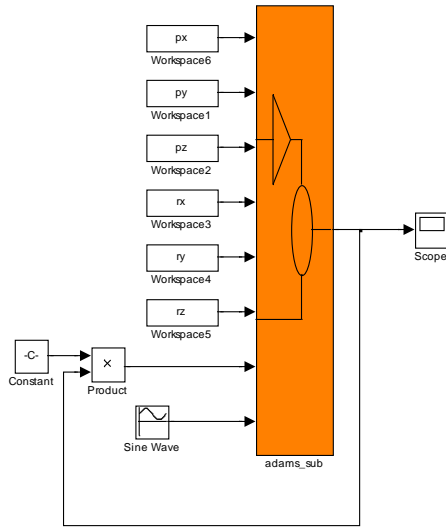 px
Workspace6
py
Workspace1
pz
Workspace2
rx
Workspace3
ry
Workspace4
Scope
rz
Workspace5
-C-
Constant
×
Product
Sine Wave
adams_sub